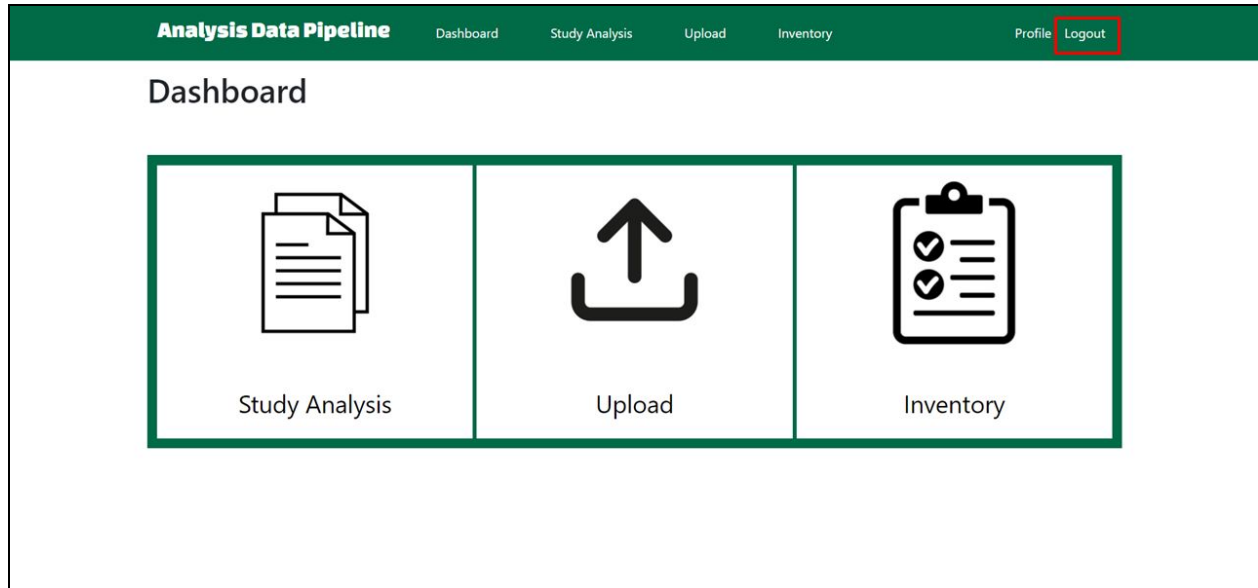 Analysis Data Pipeline Dashboard Study Analysis Upload Inventory Profile Logout
Dashboard
Study Analysis Upload Inventory